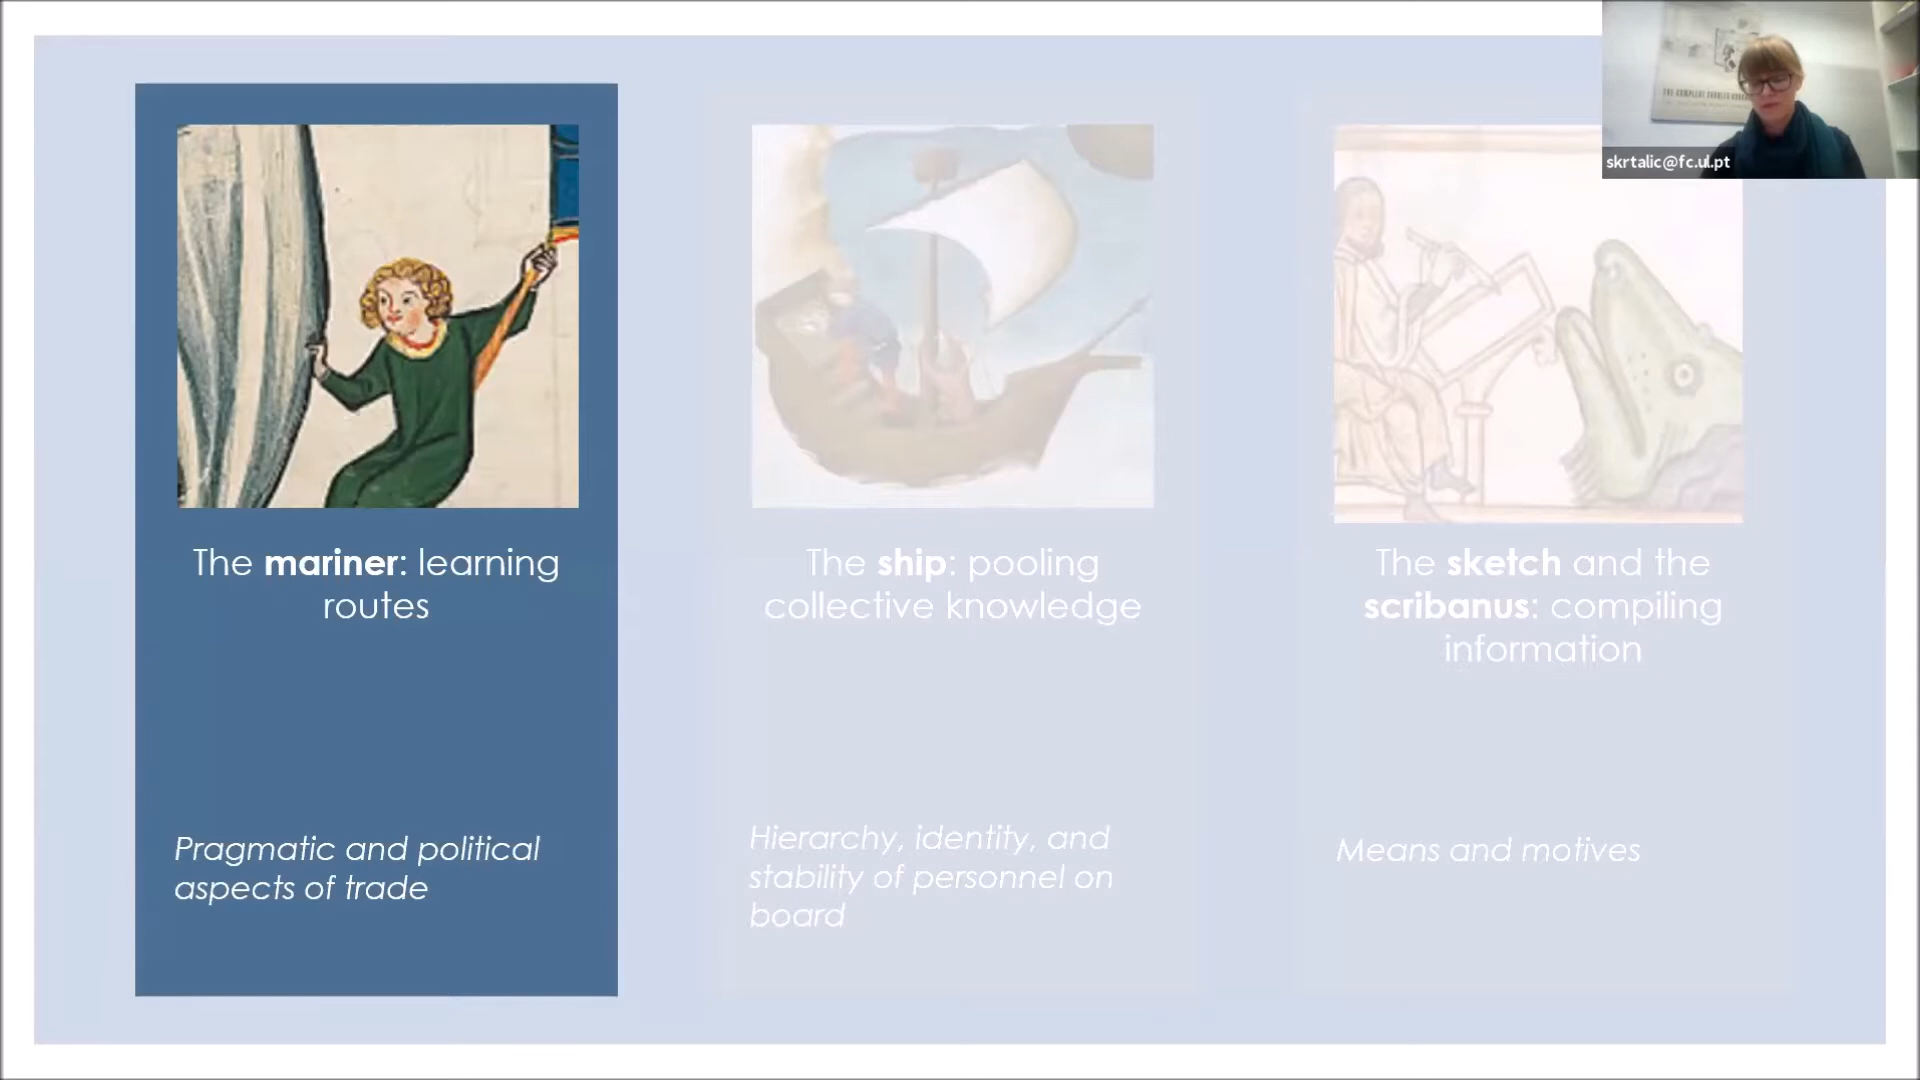 skrtalic@fc.ul.pt
The mariner: learning
routes
Pragmatic and political
aspects of trade
The ship: pooling
collective knowledge
Hierarchy, identity, and
stability of personnel on
board
The sketch and the
scribanus: compiling
information
Means and motives